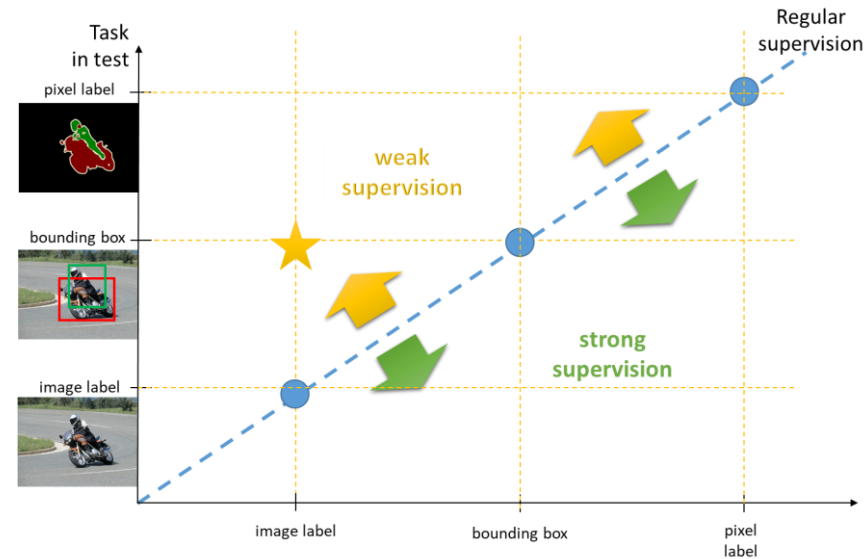 Task
in test
Regular
supervision
pixel label
weak
supervision
bounding box
strong
supervision
image label
image label
bounding box
pixel
label